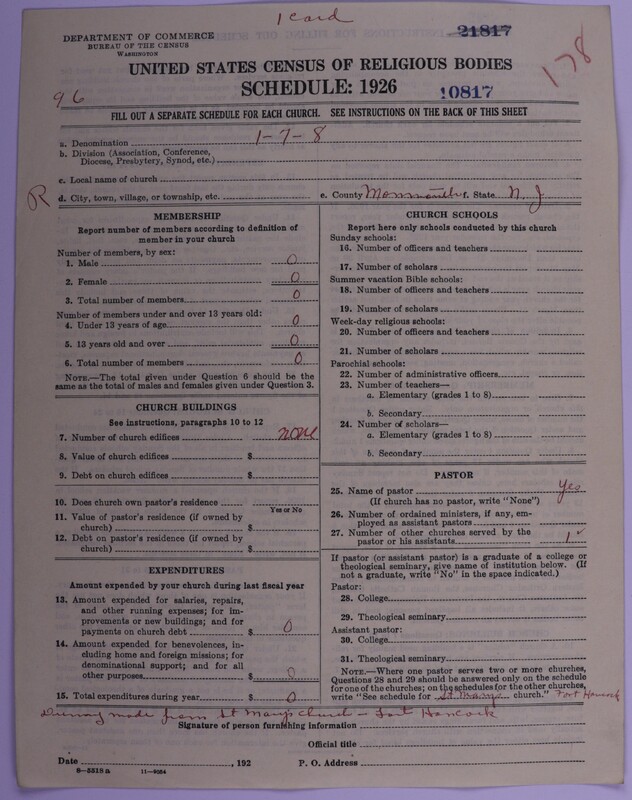 1 card
DEPARTMENT OF COMMERCE
BUREAU OF THE CENSUS
WASHINGTON
21817
178
UNITED STATES CENSUS OF RELIGIOUS BODIES
SCHEDULE: 1926
96
10817
FILL OUT A SEPARATE SCHEDULE FOR EACH CHURCH. SEE INSTRUCTIONS ON THE BACK OF THIS SHEET
a. Denomination 1-7-8
b. Division (Association, Conference,
Diocese, Presbytery, Synod, etc.)
c. Local name of church
R
d. City, town, village, or township, etc. e. County Monmouth f. State N. J
MEMBERSHIP
Report number of members according to definition of
member in your church
Number of members, by sex:
1. Male 0
2. Female 0
3. Total number of members 0
Number of members under and over 13 years old:
4. Under 13 years of age 0
5. 13 years old and over 0
6. Total number of members 0
NOTE.—The total given under Question 6 should be the
same as the total of males and females given under Question 3.
CHURCH BUILDINGS
See instructions, paragraphs 10 to 12
7. Number of church edifices none
8. Value of church edifices $
9. Debt on church edifices $
10. Does church own pastor's residence
Yes or No
11. Value of pastor's residence (if owned by
church) $
12. Debt on pastor's residence (if owned by
church) $
EXPENDITURES
Amount expended by your church during last fiscal year
13. Amount expended for salaries, repairs,
and other running expenses; for im-
provements or new buildings; and for
payments on church debt $ 0
14. Amount expended for benevolences, in-
cluding home and foreign missions; for
denominational support; and for all
other purposes $ 0
15. Total expenditures during year $ 0
CHURCH SCHOOLS
Report here only schools conducted by this church
Sunday schools:
16. Number of officers and teachers
17. Number of scholars
Summer vacation Bible schools:
18. Number of officers and teachers
19. Number of scholars
Week-day religious schools:
20. Number of officers and teachers
21. Number of scholars
Parochial schools:
22. Number of administrative officers
23. Number of teachers—
a. Elementary (grades 1 to 8)
b. Secondary
24. Number of scholars—
a. Elementary (grades 1 to 8)
b. Secondary
PASTOR
25. Name of pastor Yes
(If church has no pastor, write "None")
26. Number of ordained ministers, if any, em-
ployed as assistant pastors
27. Number of other churches served by the
pastor or his assistants 1 ✓
If pastor (or assistant pastor) is a graduate of a college or
theological seminary, give name of institution below. (If
not a graduate, write "No" in the space indicated.)
Pastor:
28. College
29. Theological seminary
Assistant pastor:
30. College
31. Theological seminary
NOTE.—Where one pastor serves two or more churches,
Questions 28 and 29 should be answered only on the schedule
for one of the churches; on the schedules for the other churches,
write "See schedule for St Marys church." Fort Hancock
made from St Mary's Church - Fort Hancock
Signature of person furnishing information
Official title
Date , 192 P. O. Address
8—5518 a 11—9034